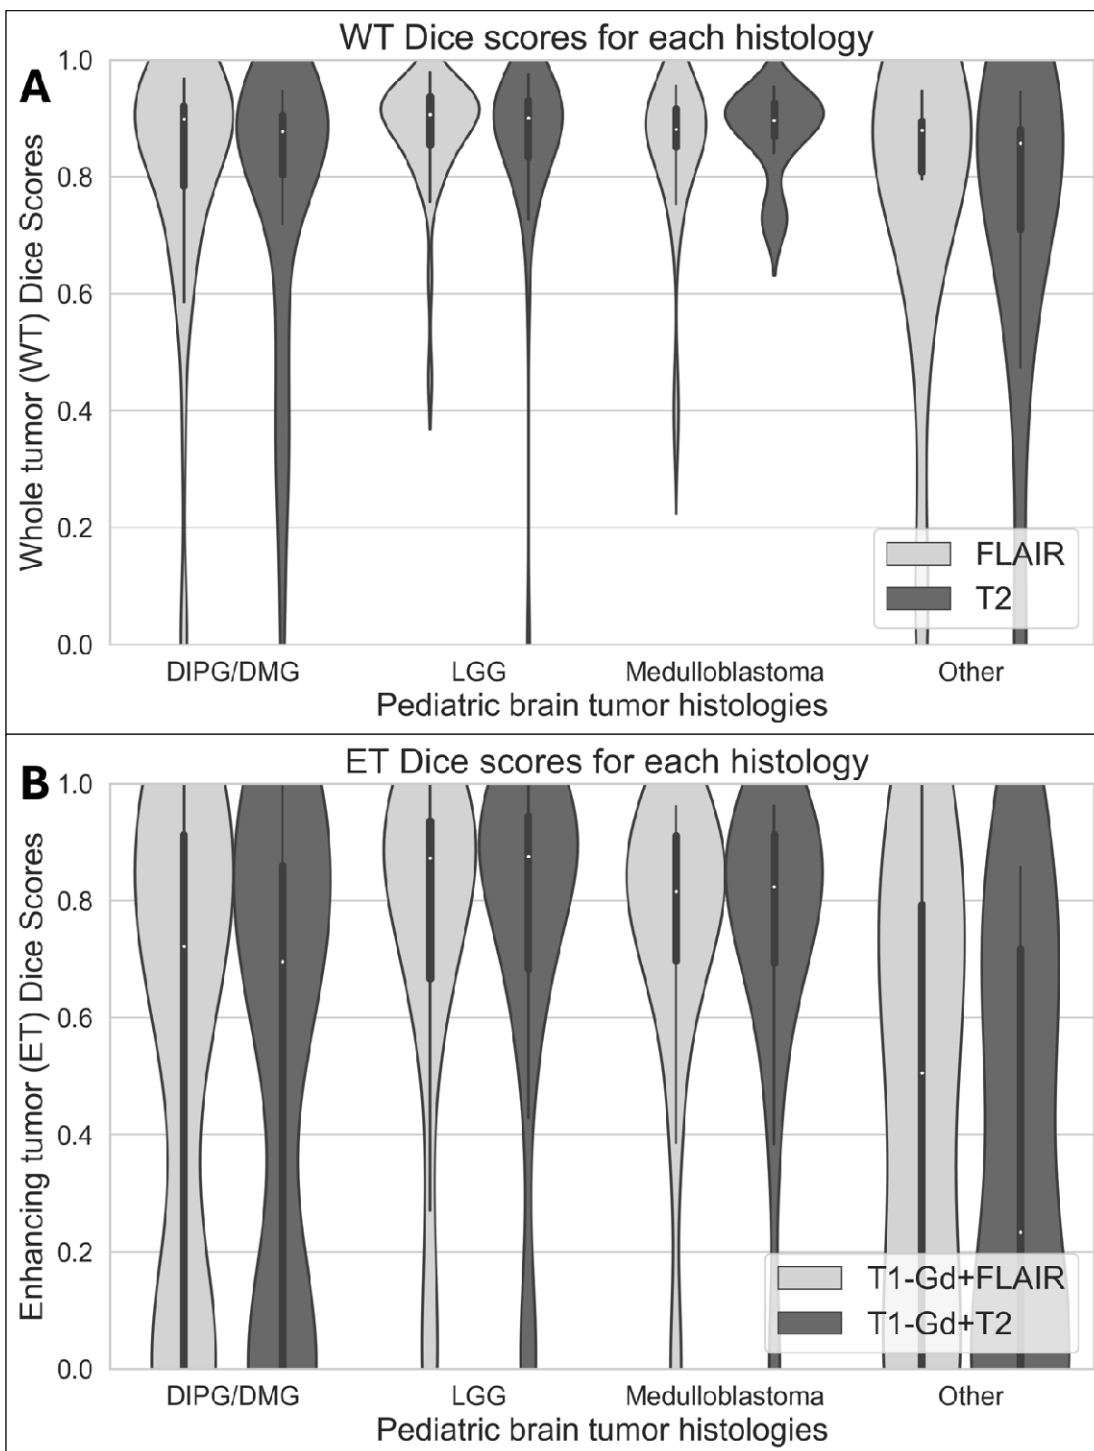 A
WT Dice scores for each histology
Whole tumor (WT) Dice Scores
1.0
0.8
0.6
0.4
0.2
0.0
FLAIR
T2
DIPG/DMG LGG Medulloblastoma Other
Pediatric brain tumor histologies
B
ET Dice scores for each histology
Enhancing tumor (ET) Dice Scores
1.0
0.8
0.6
0.4
0.2
0.0
T1-Gd+FLAIR
T1-Gd+T2
DIPG/DMG LGG Medulloblastoma Other
Pediatric brain tumor histologies